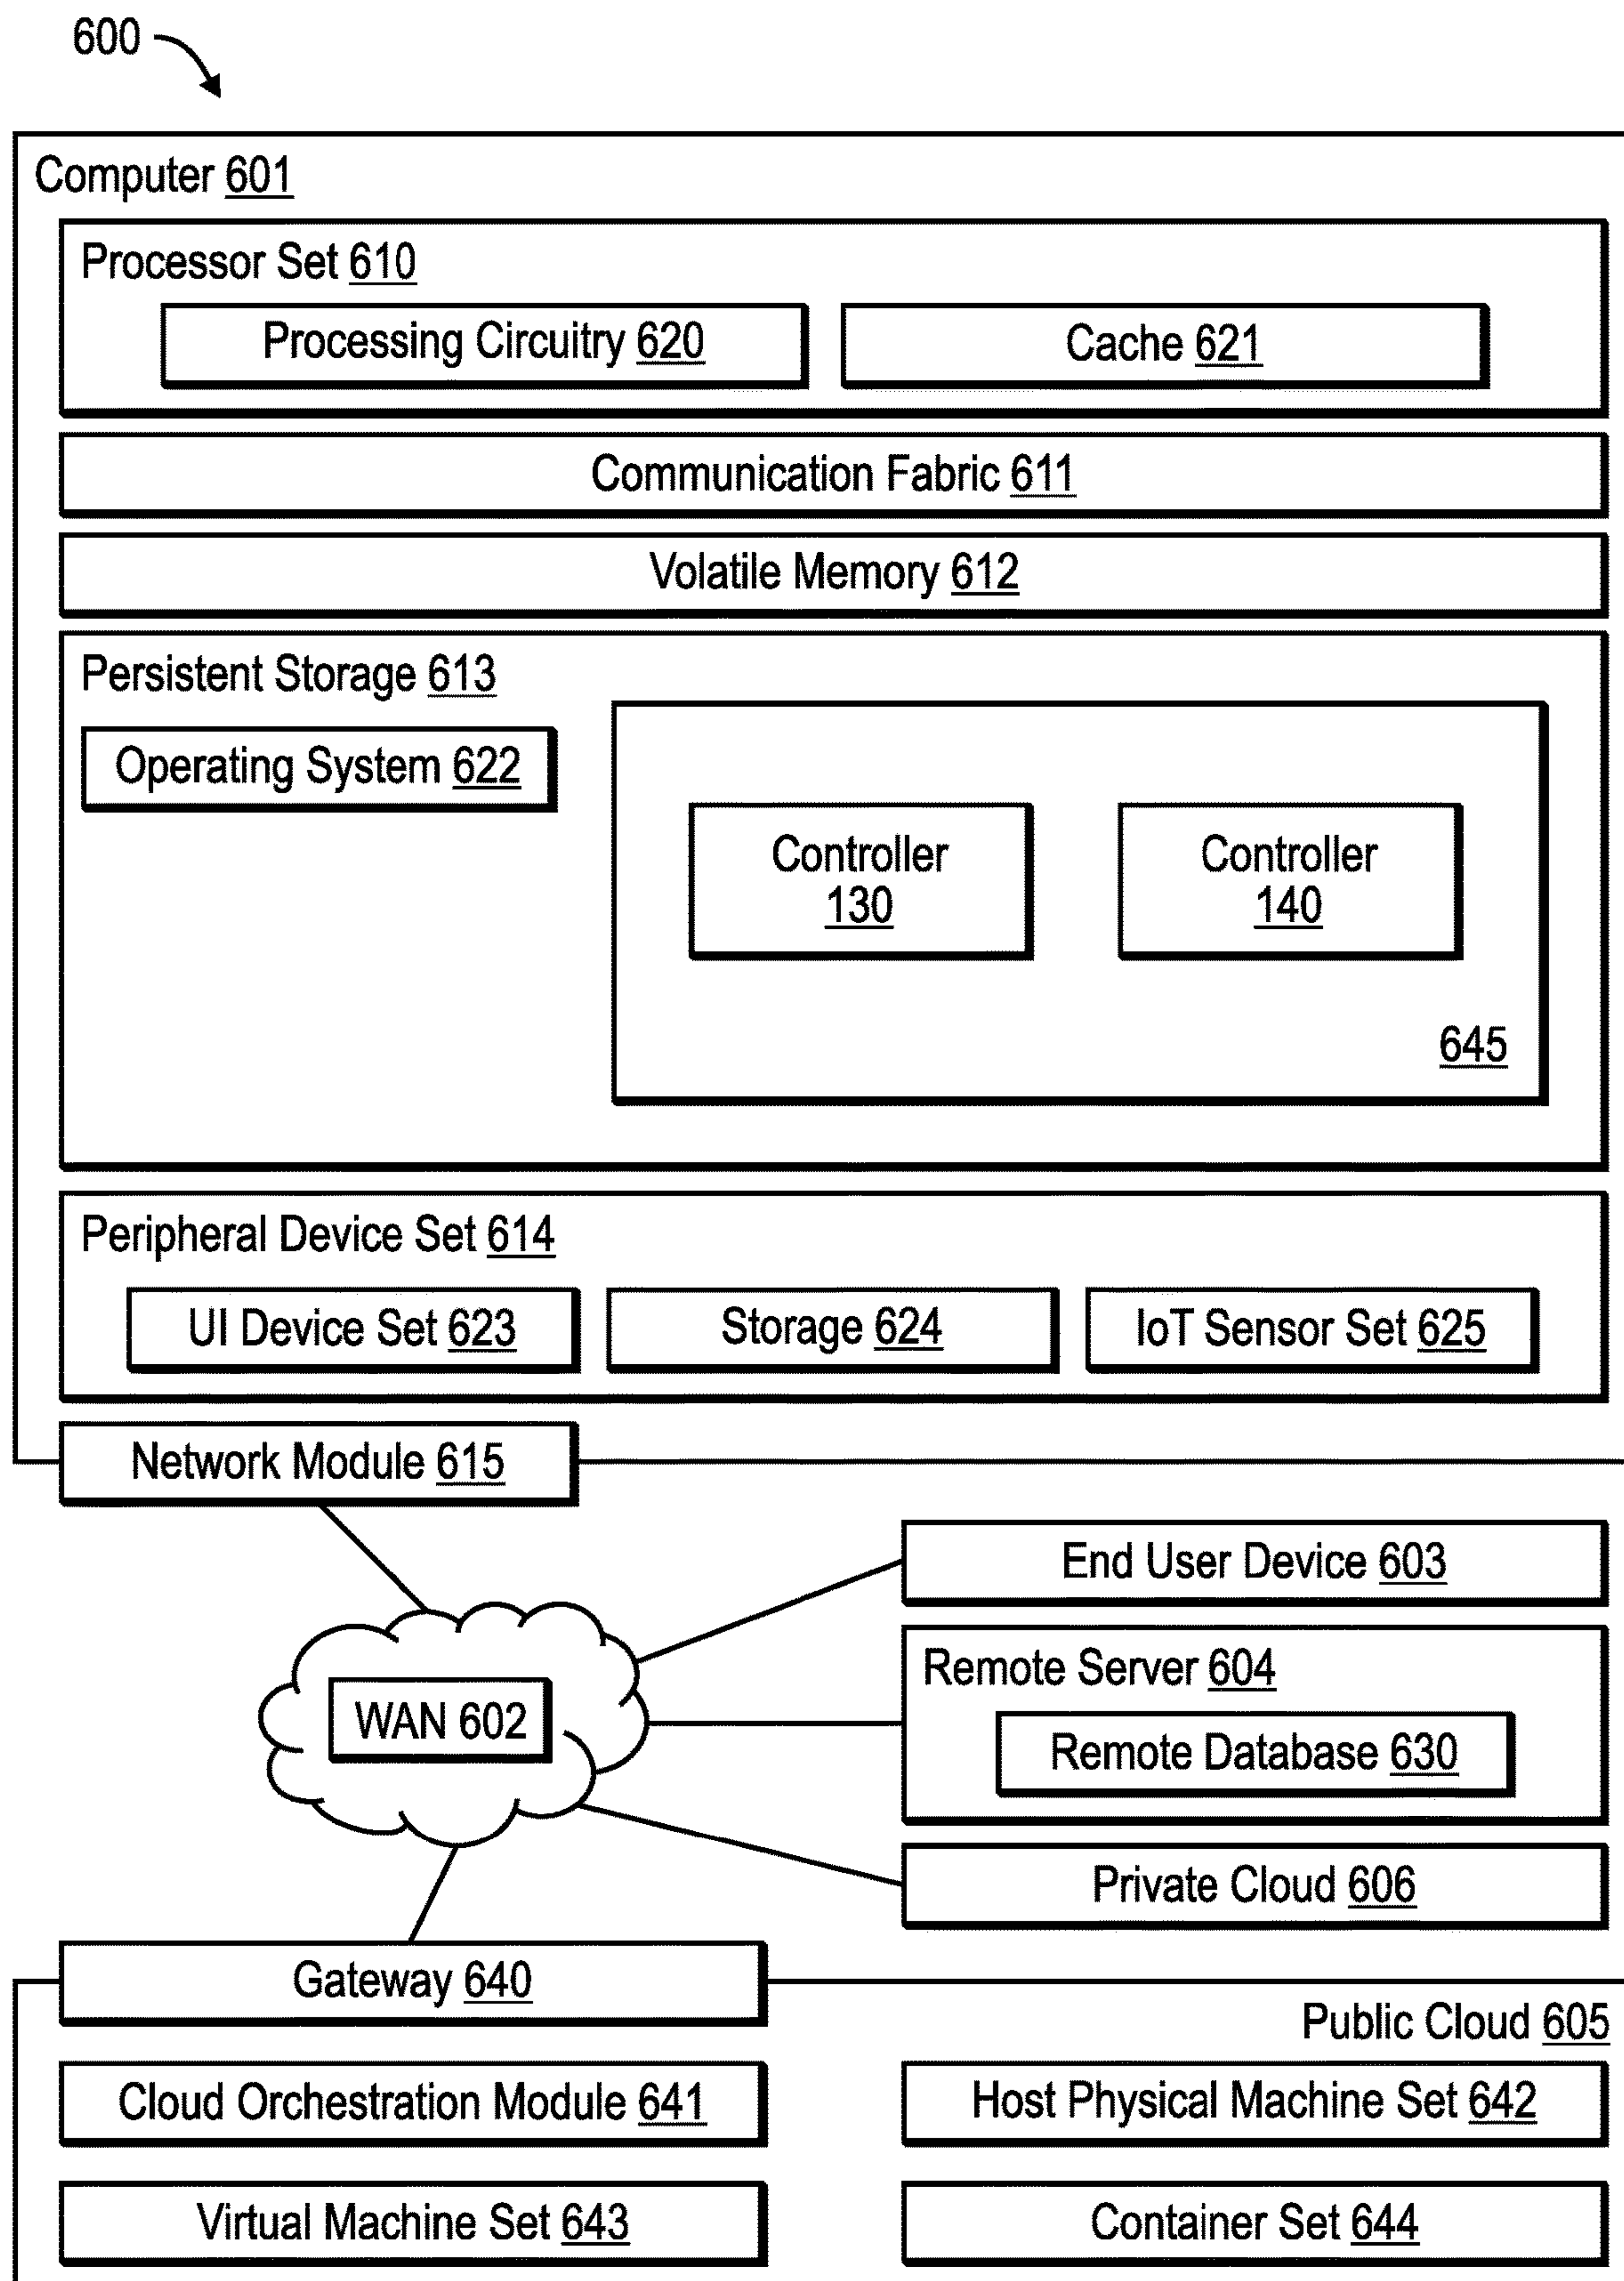 600
Computer 601
Processor Set 610
Processing Circuitry 620
Cache 621
Communication Fabric 611
Volatile Memory 612
Persistent Storage 613
Operating System 622
Controller
130
Controller
140
645
Peripheral Device Set 614
UI Device Set 623
Storage 624
IoT Sensor Set 625
Network Module 615
End User Device 603
Remote Server 604
WAN 602
Remote Database 630
Private Cloud 606
Gateway 640
Public Cloud 605
Cloud Orchestration Module 641
Host Physical Machine Set 642
Virtual Machine Set 643
Container Set 644